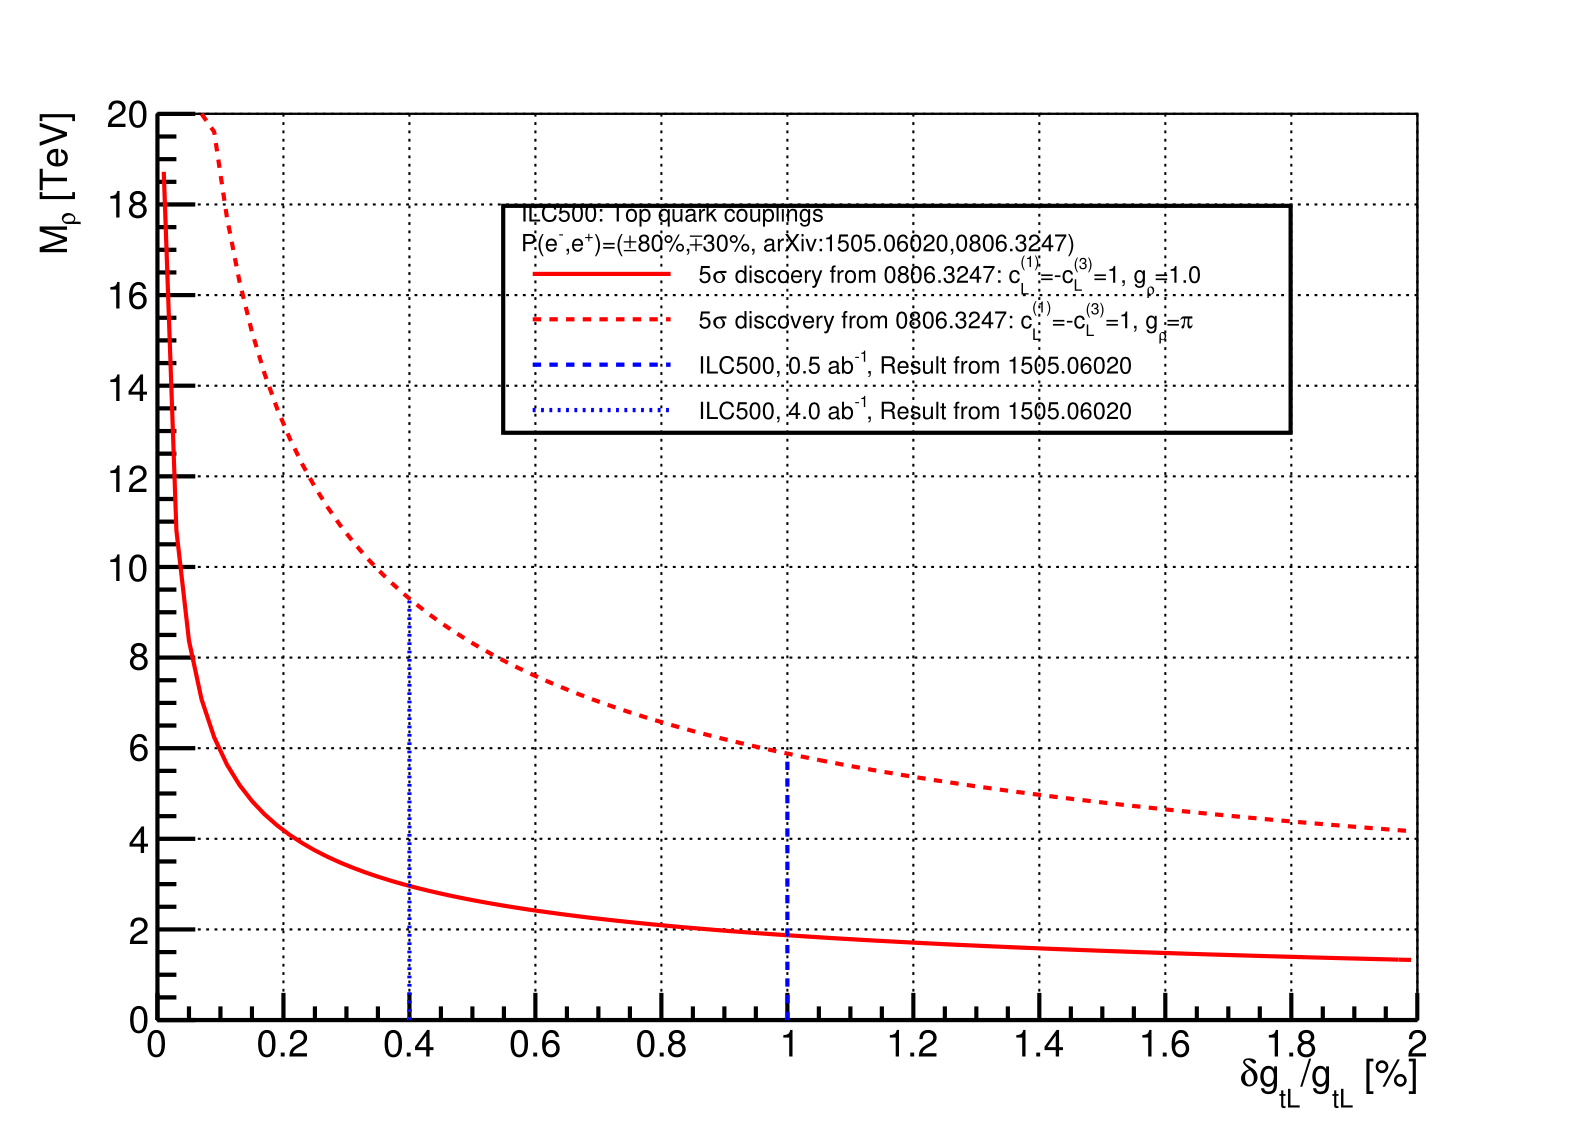 M_ρ [TeV]
20
18
16
14
12
10
8
6
4
2
0
ILC500: Top quark couplings
P(e⁻,e⁺)=(±80%,∓30%, arXiv:1505.06020,0806.3247)
5σ discoery from 0806.3247: c_L^(1)=-c_L^(3)=1, g_ρ=1.0
5σ discovery from 0806.3247: c_L^(1)=-c_L^(3)=1, g_ρ=π
ILC500, 0.5 ab⁻¹, Result from 1505.06020
ILC500, 4.0 ab⁻¹, Result from 1505.06020
0 0.2 0.4 0.6 0.8 1 1.2 1.4 1.6 1.8 2
δg_tL/g_tL [%]